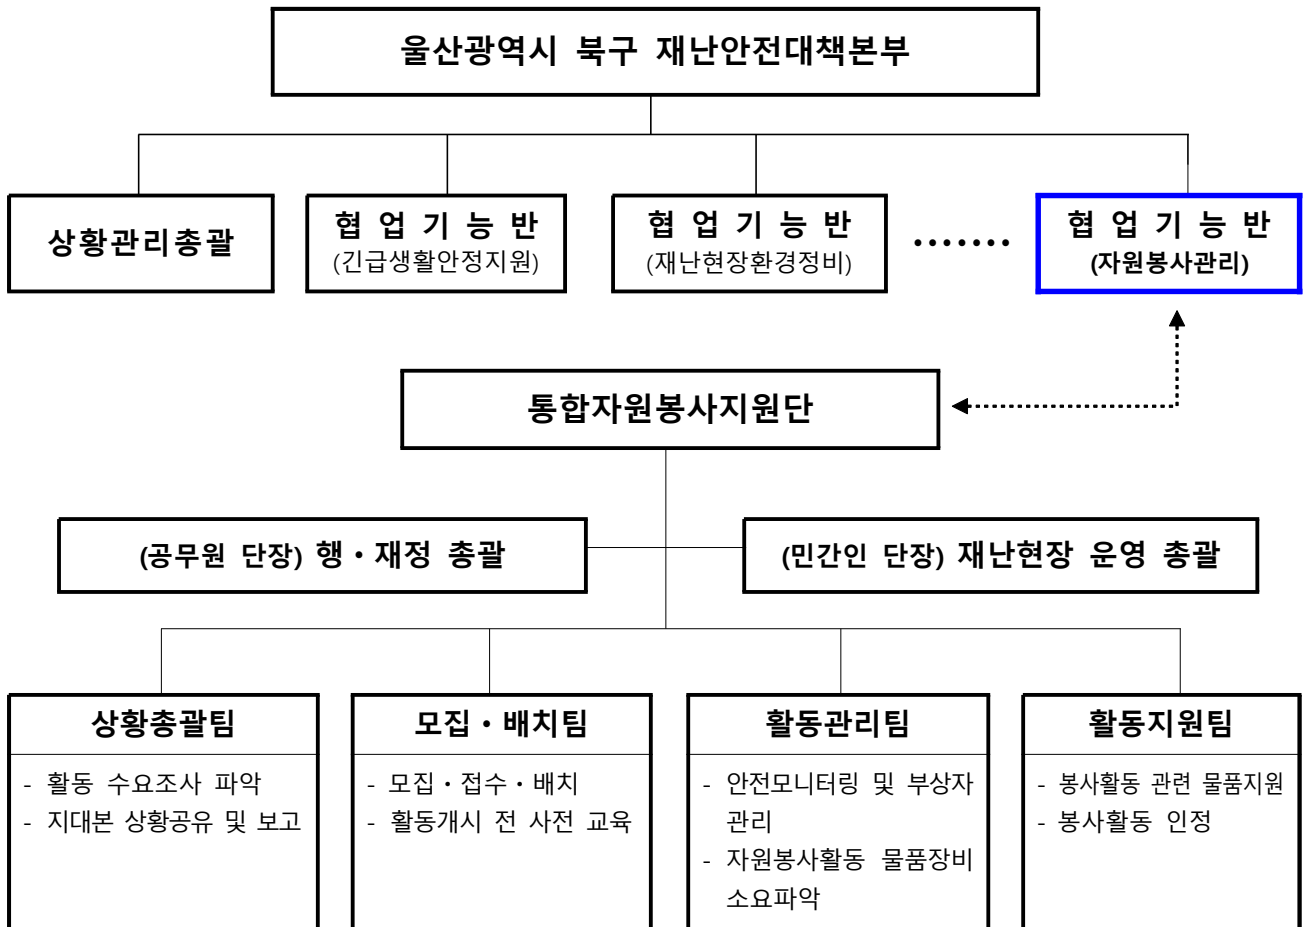 울산광역시 북구 재난안전대책본부
상황관리총괄
협 업 기 능 반
(긴급생활안정지원)
협 업 기 능 반
(재난현장환경정비)
·······
협 업 기 능 반
(자원봉사관리)
통합자원봉사지원단
(공무원 단장) 행·재정 총괄
(민간인 단장) 재난현장 운영 총괄
상황총괄팀
- 활동 수요조사 파악
- 지대본 상황공유 및 보고
모집·배치팀
- 모집·접수·배치
- 활동개시 전 사전 교육
활동관리팀
- 안전모니터링 및 부상자
관리
- 자원봉사활동 물품장비
소요파악
활동지원팀
- 봉사활동 관련 물품지원
- 봉사활동 인정